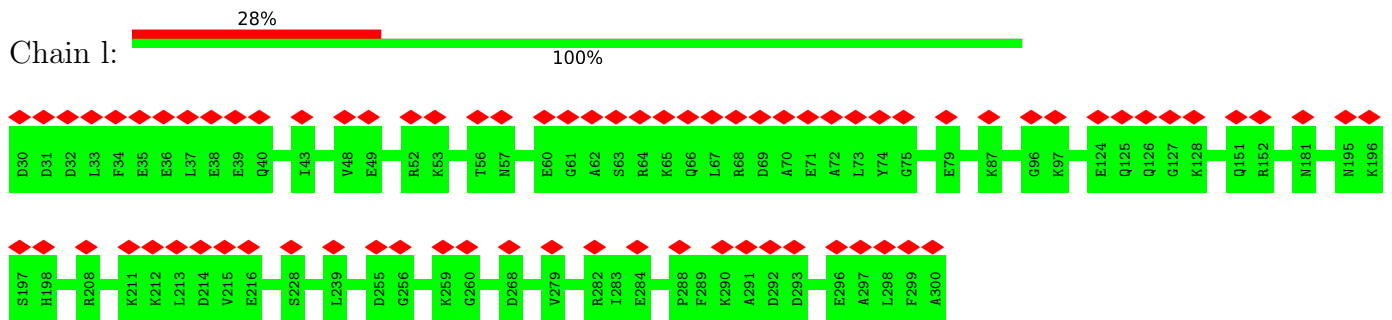 28%
Chain l:
100%
D30 D31 D32 L33 F34 E35 E36 L37 E38 E39 Q40 I43 V48 E49 R52 K53 T56 N57 E60 G61 A62 S63 R64 K65 Q66 L67 R68 D69 A70 E71 A72 L73 Y74 G75 E79 K87 G96 K97 E124 Q125 Q126 G127 K128 Q151 R152 N181 N195 K196
S197 H198 R208 K211 K212 L213 D214 V215 E216 S228 L239 D255 G256 K259 G260 D268 V279 R282 I283 E284 P288 F289 K290 A291 D292 D293 E296 A297 L298 F299 A300